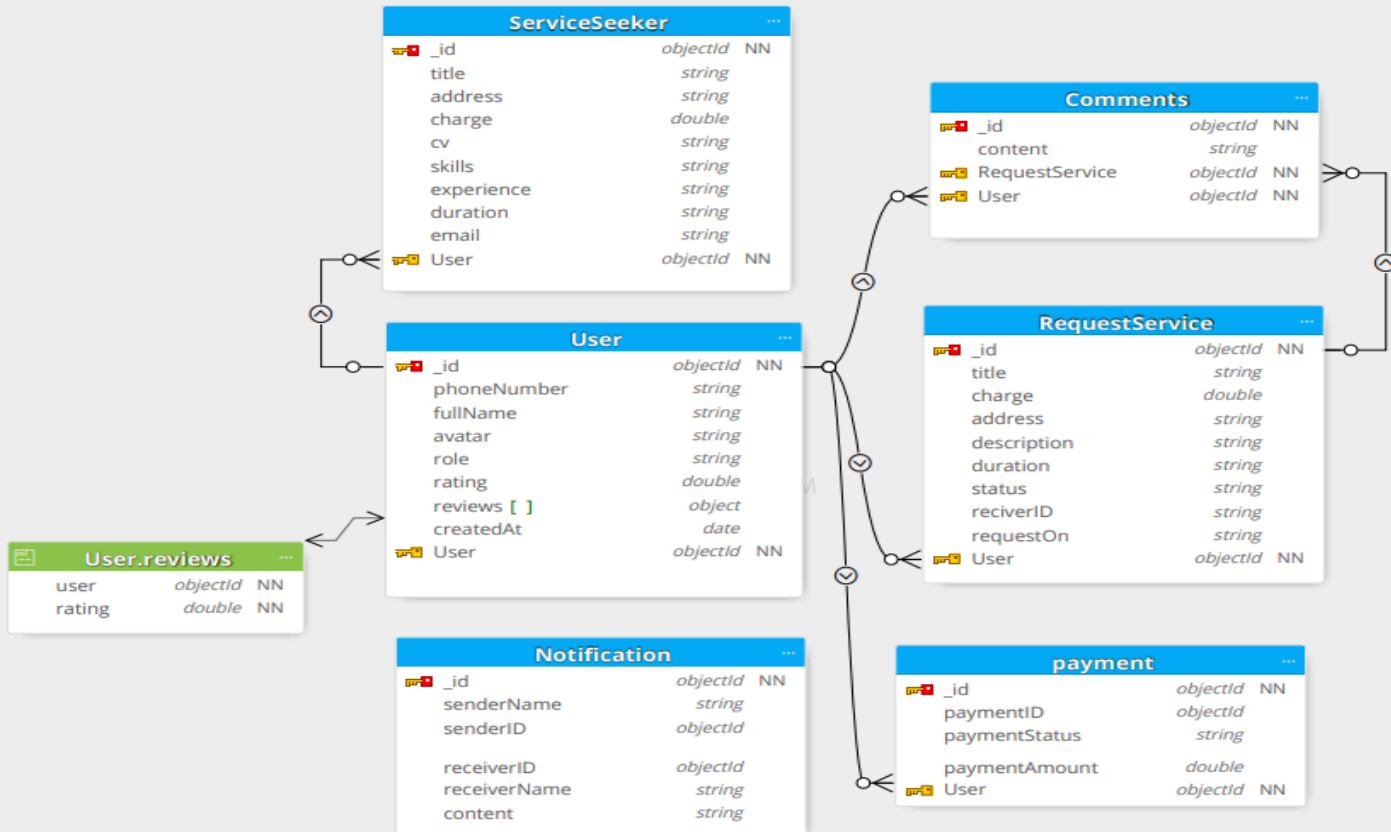 ServiceSeeker ...
_id objectId NN
title string
address string
charge double
cv string
skills string
experience string
duration string
email string
User objectId NN
User ...
_id objectId NN
phoneNumber string
fullName string
avatar string
role string
rating double
reviews [ ] object
createdAt date
User objectId NN
User.reviews ...
user objectId NN
rating double NN
Notification ...
_id objectId NN
senderName string
senderID objectId
receiverID objectId
receiverName string
content string
Comments ...
_id objectId NN
content string
RequestService objectId NN
User objectId NN
RequestService ...
_id objectId NN
title string
charge double
address string
description string
duration string
status string
reciverID string
requestOn string
User objectId NN
payment ...
_id objectId NN
paymentID objectId
paymentStatus string
paymentAmount double
User objectId NN